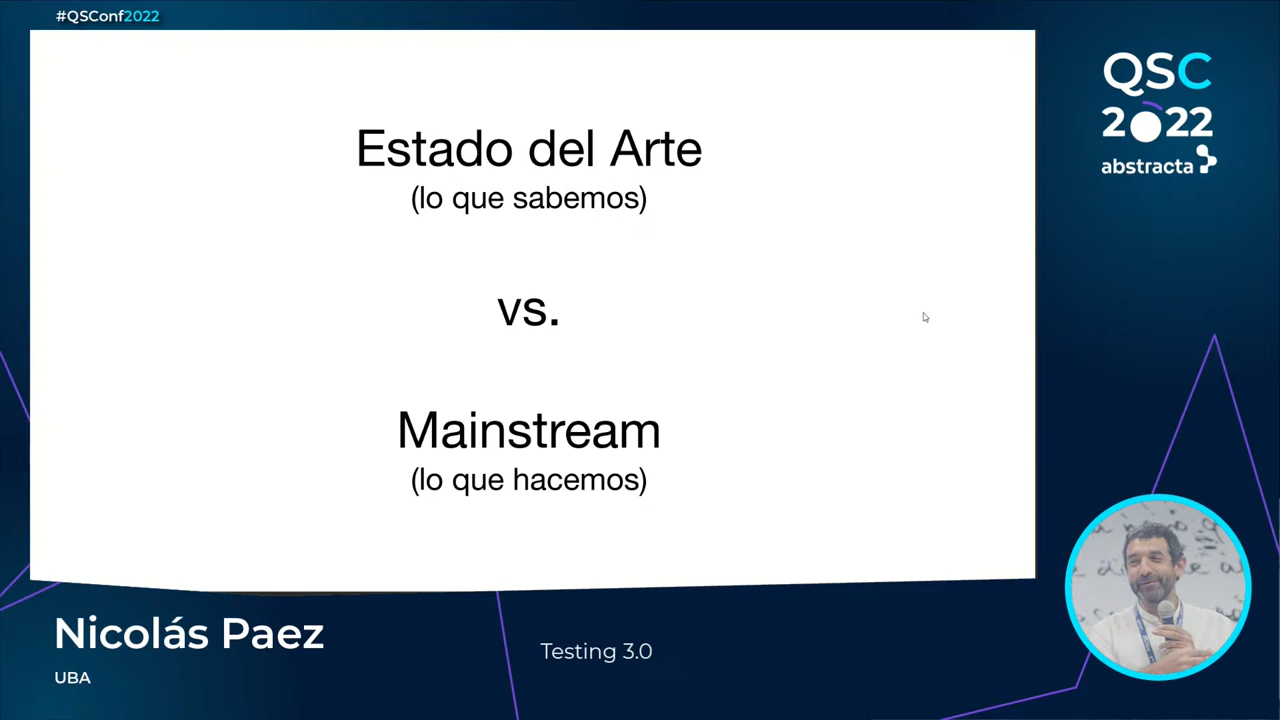 #QSConf2022
QSC
2022
abstracta
Estado del Arte
(lo que sabemos)
vs.
Mainstream
(lo que hacemos)
Nicolás Paez
UBA
Testing 3.0